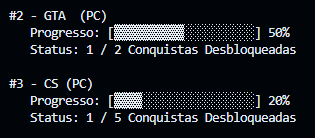 #2 - GTA  (PC)
Progresso: [▓▓▓▓▓▓▓▓▓▓░░░░░░░░░░] 50%
Status: 1 / 2 Conquistas Desbloqueadas
#3 - CS (PC)
Progresso: [▓▓▓▓░░░░░░░░░░░░░░░░] 20%
Status: 1 / 5 Conquistas Desbloqueadas